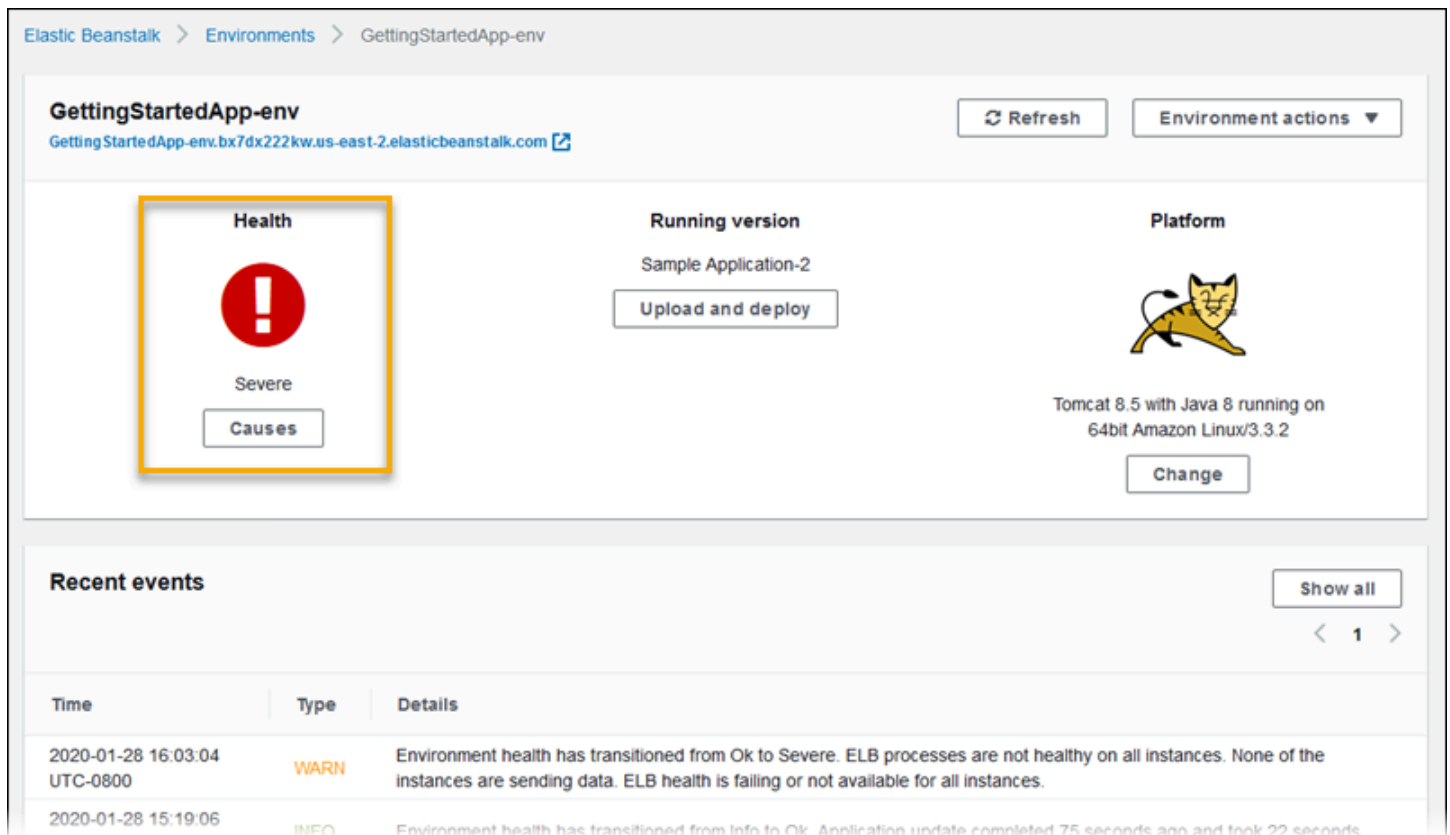 Elastic Beanstalk > Environments > GettingStartedApp-env
GettingStartedApp-env
Refresh
Environment actions
GettingStartedApp-env.bx7dx222kw.us-east-2.elasticbeanstalk.com
Health
Running version
Platform
Sample Application-2
Upload and deploy
Severe
Causes
Tomcat 8.5 with Java 8 running on
64bit Amazon Linux/3.3.2
Change
Recent events
Show all
< 1 >
Time Type Details
2020-01-28 16:03:04
UTC-0800
WARN
Environment health has transitioned from Ok to Severe. ELB processes are not healthy on all instances. None of the
instances are sending data. ELB health is failing or not available for all instances.
2020-01-28 15:19:06
INFO
Environment health has transitioned from Info to Ok. Application update completed 75 seconds ago and took 22 seconds.